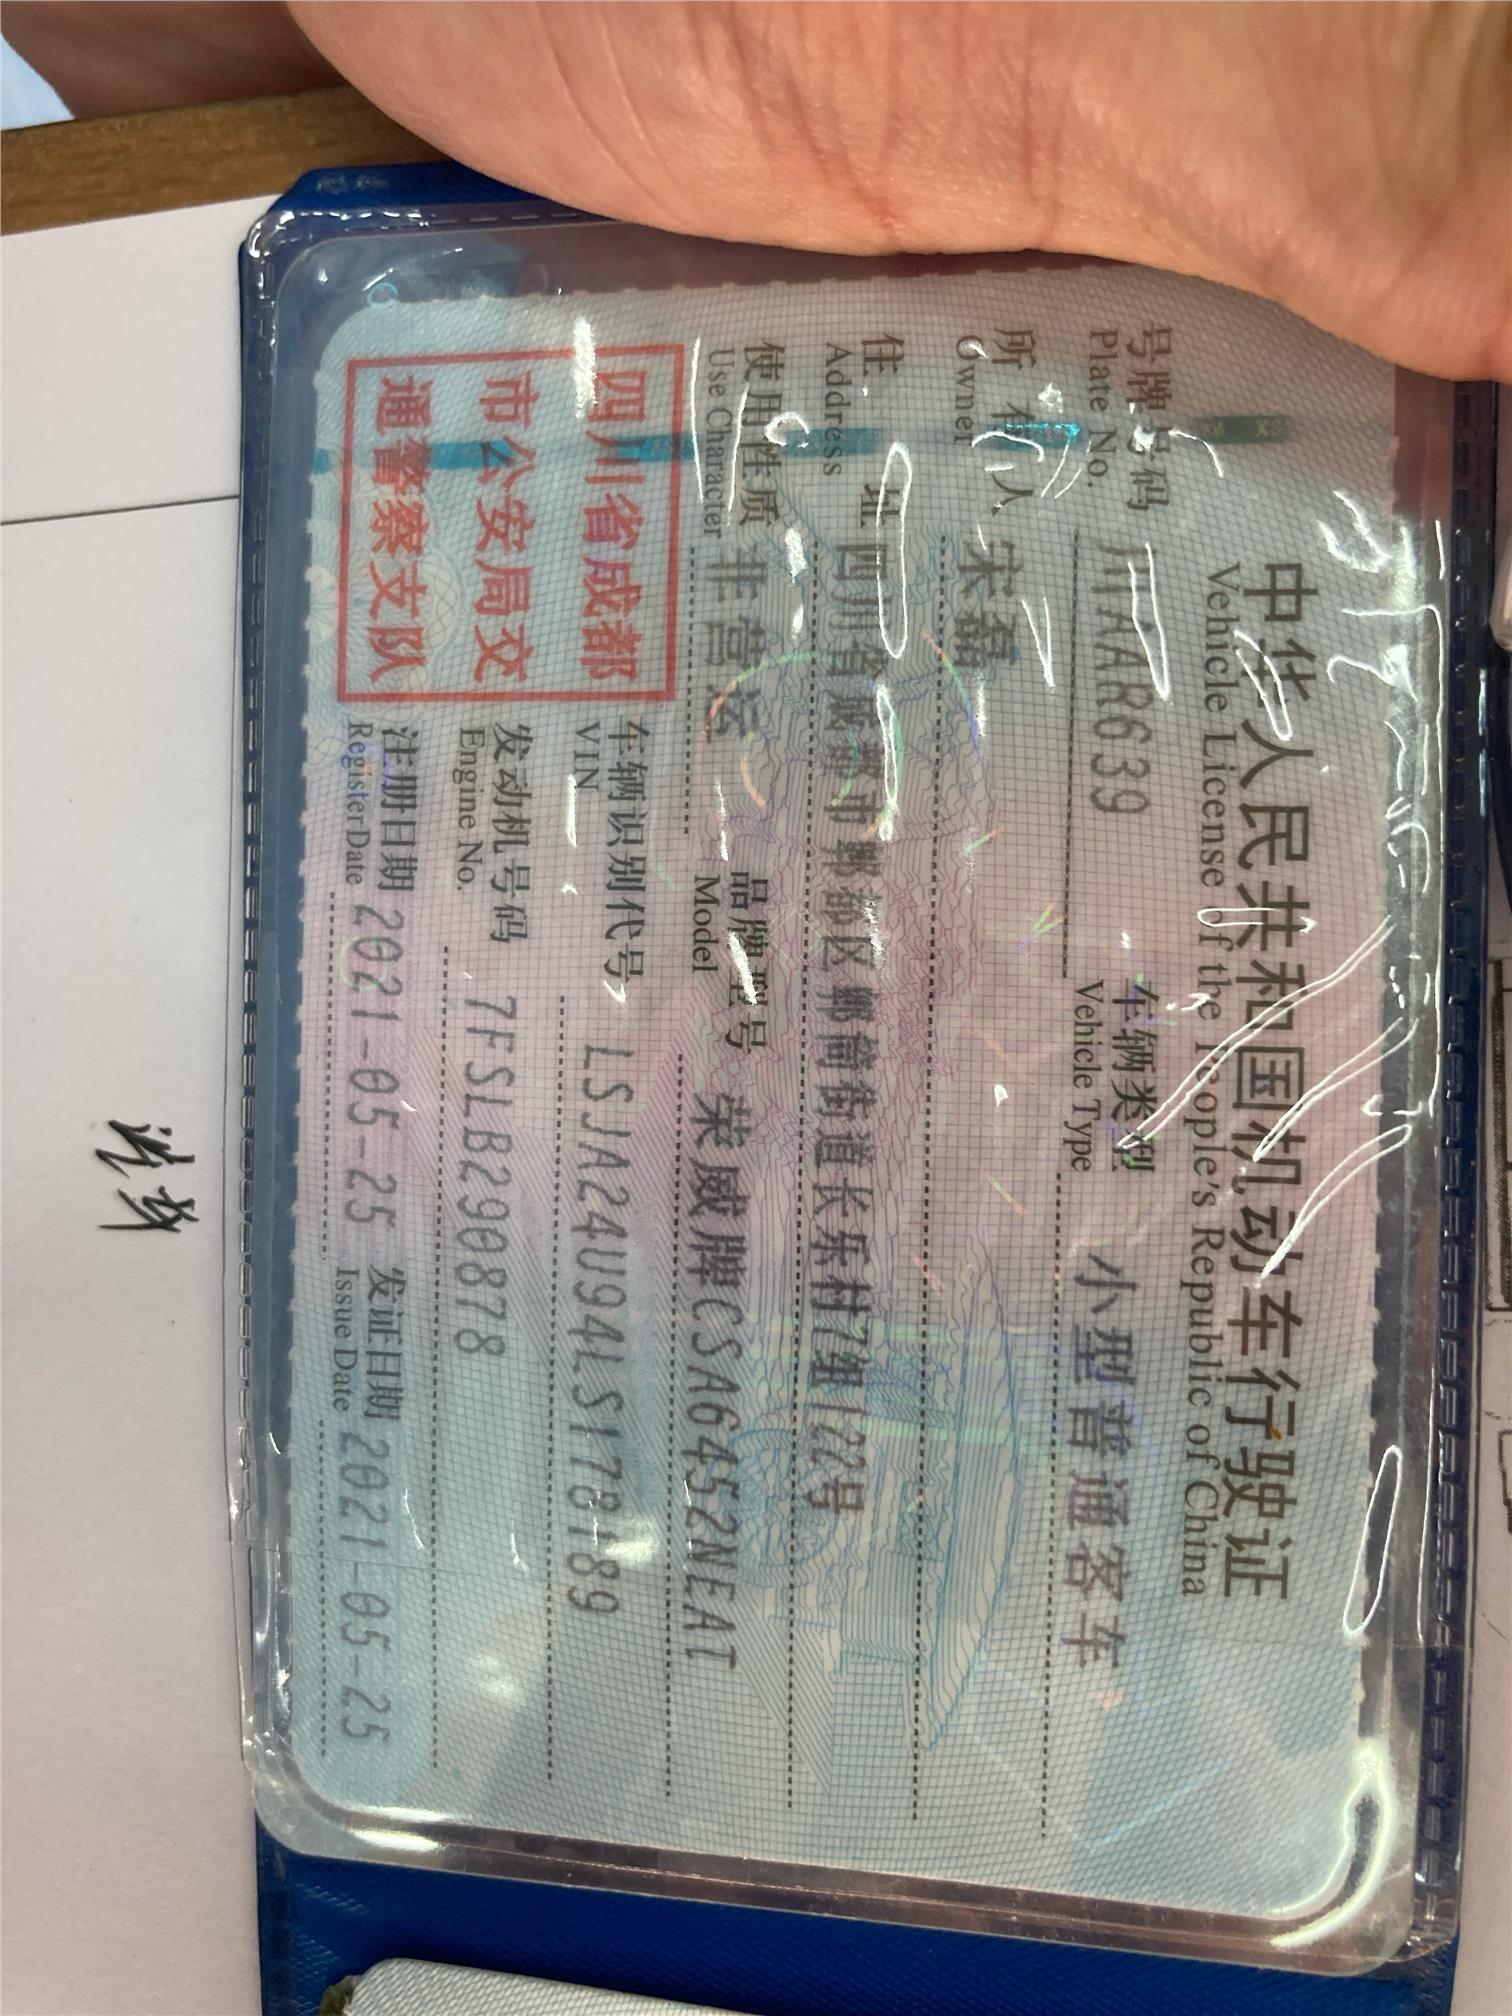 中华人民共和国机动车行驶证
Vehicle License of the People's Republic of China
号牌号码 川AAR639 车辆类型 小型普通客车
Plate No. Vehicle Type
所有人 宋磊
Owner
住址 四川省成都市郫都区郫筒街道长乐村7组122号
Address
使用性质 非营运 品牌型号 荣威牌CSA6452NEAT
Use Character Model
四川省成都
市公安局交
通警察支队
车辆识别代号 LSJA24U94LS178189
VIN
发动机号码 7FSLB290878
Engine No.
注册日期 2021-05-25 发证日期 2021-05-25
Register Date Issue Date